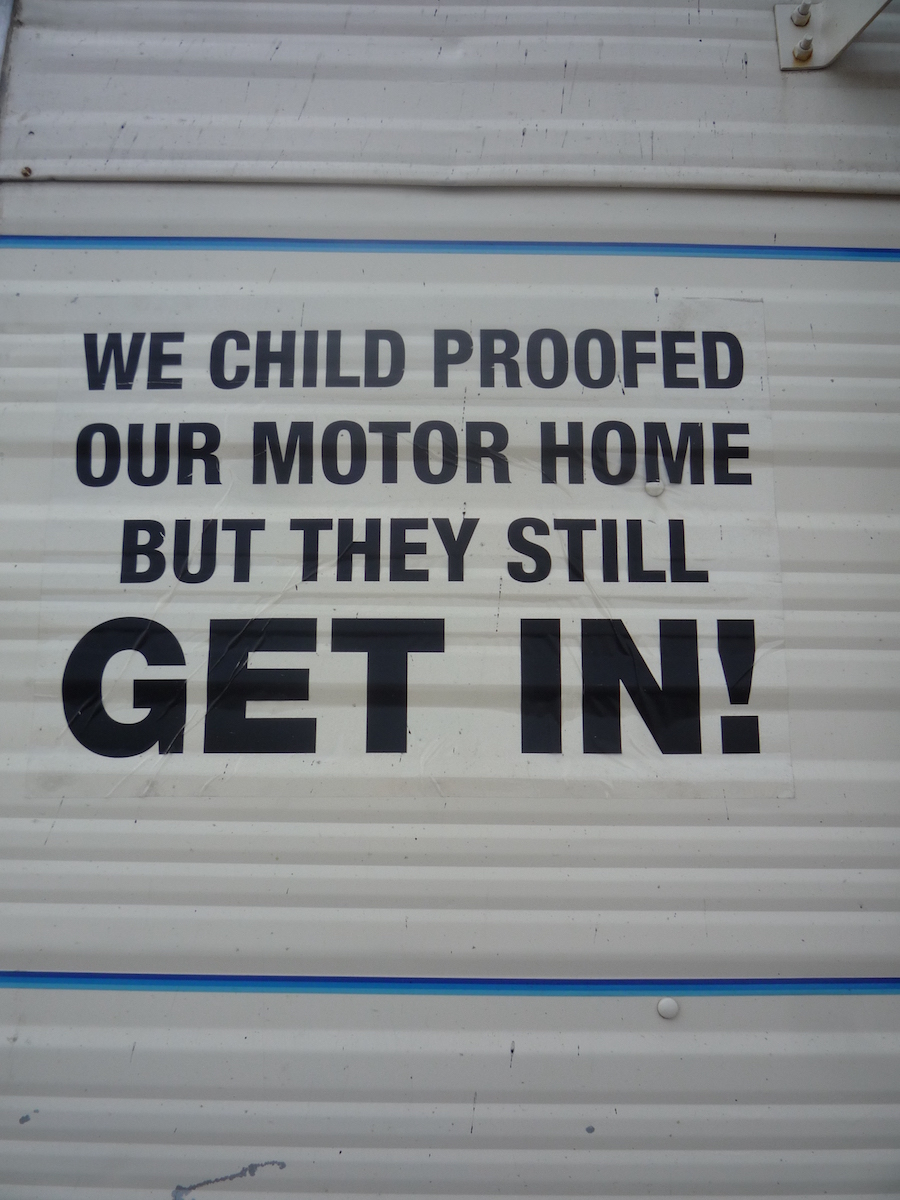 WE CHILD PROOFED
OUR MOTOR HOME
BUT THEY STILL
GET IN!